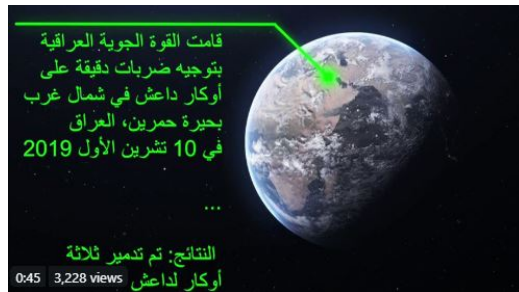 قامت القوة الجوية العراقية
بتوجيه ضربات دقيقة على
أوكار داعش في شمال غرب
بحيرة حمرين، العراق
في 10 تشرين الأول 2019
...
النتائج: تم تدمير ثلاثة
أوكار لداعش
0:45 3,228 views